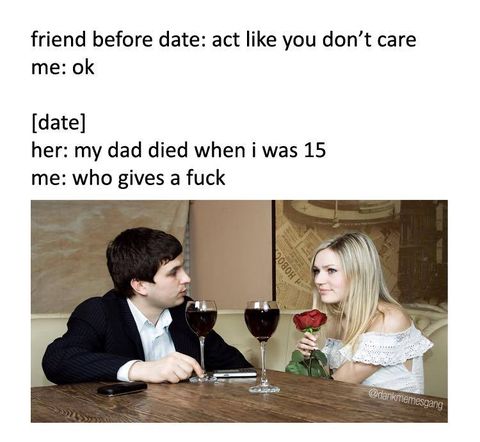 friend before date: act like you don’t care
me: ok
[date]
her: my dad died when i was 15
me: who gives a fuck
@dankmemesgang